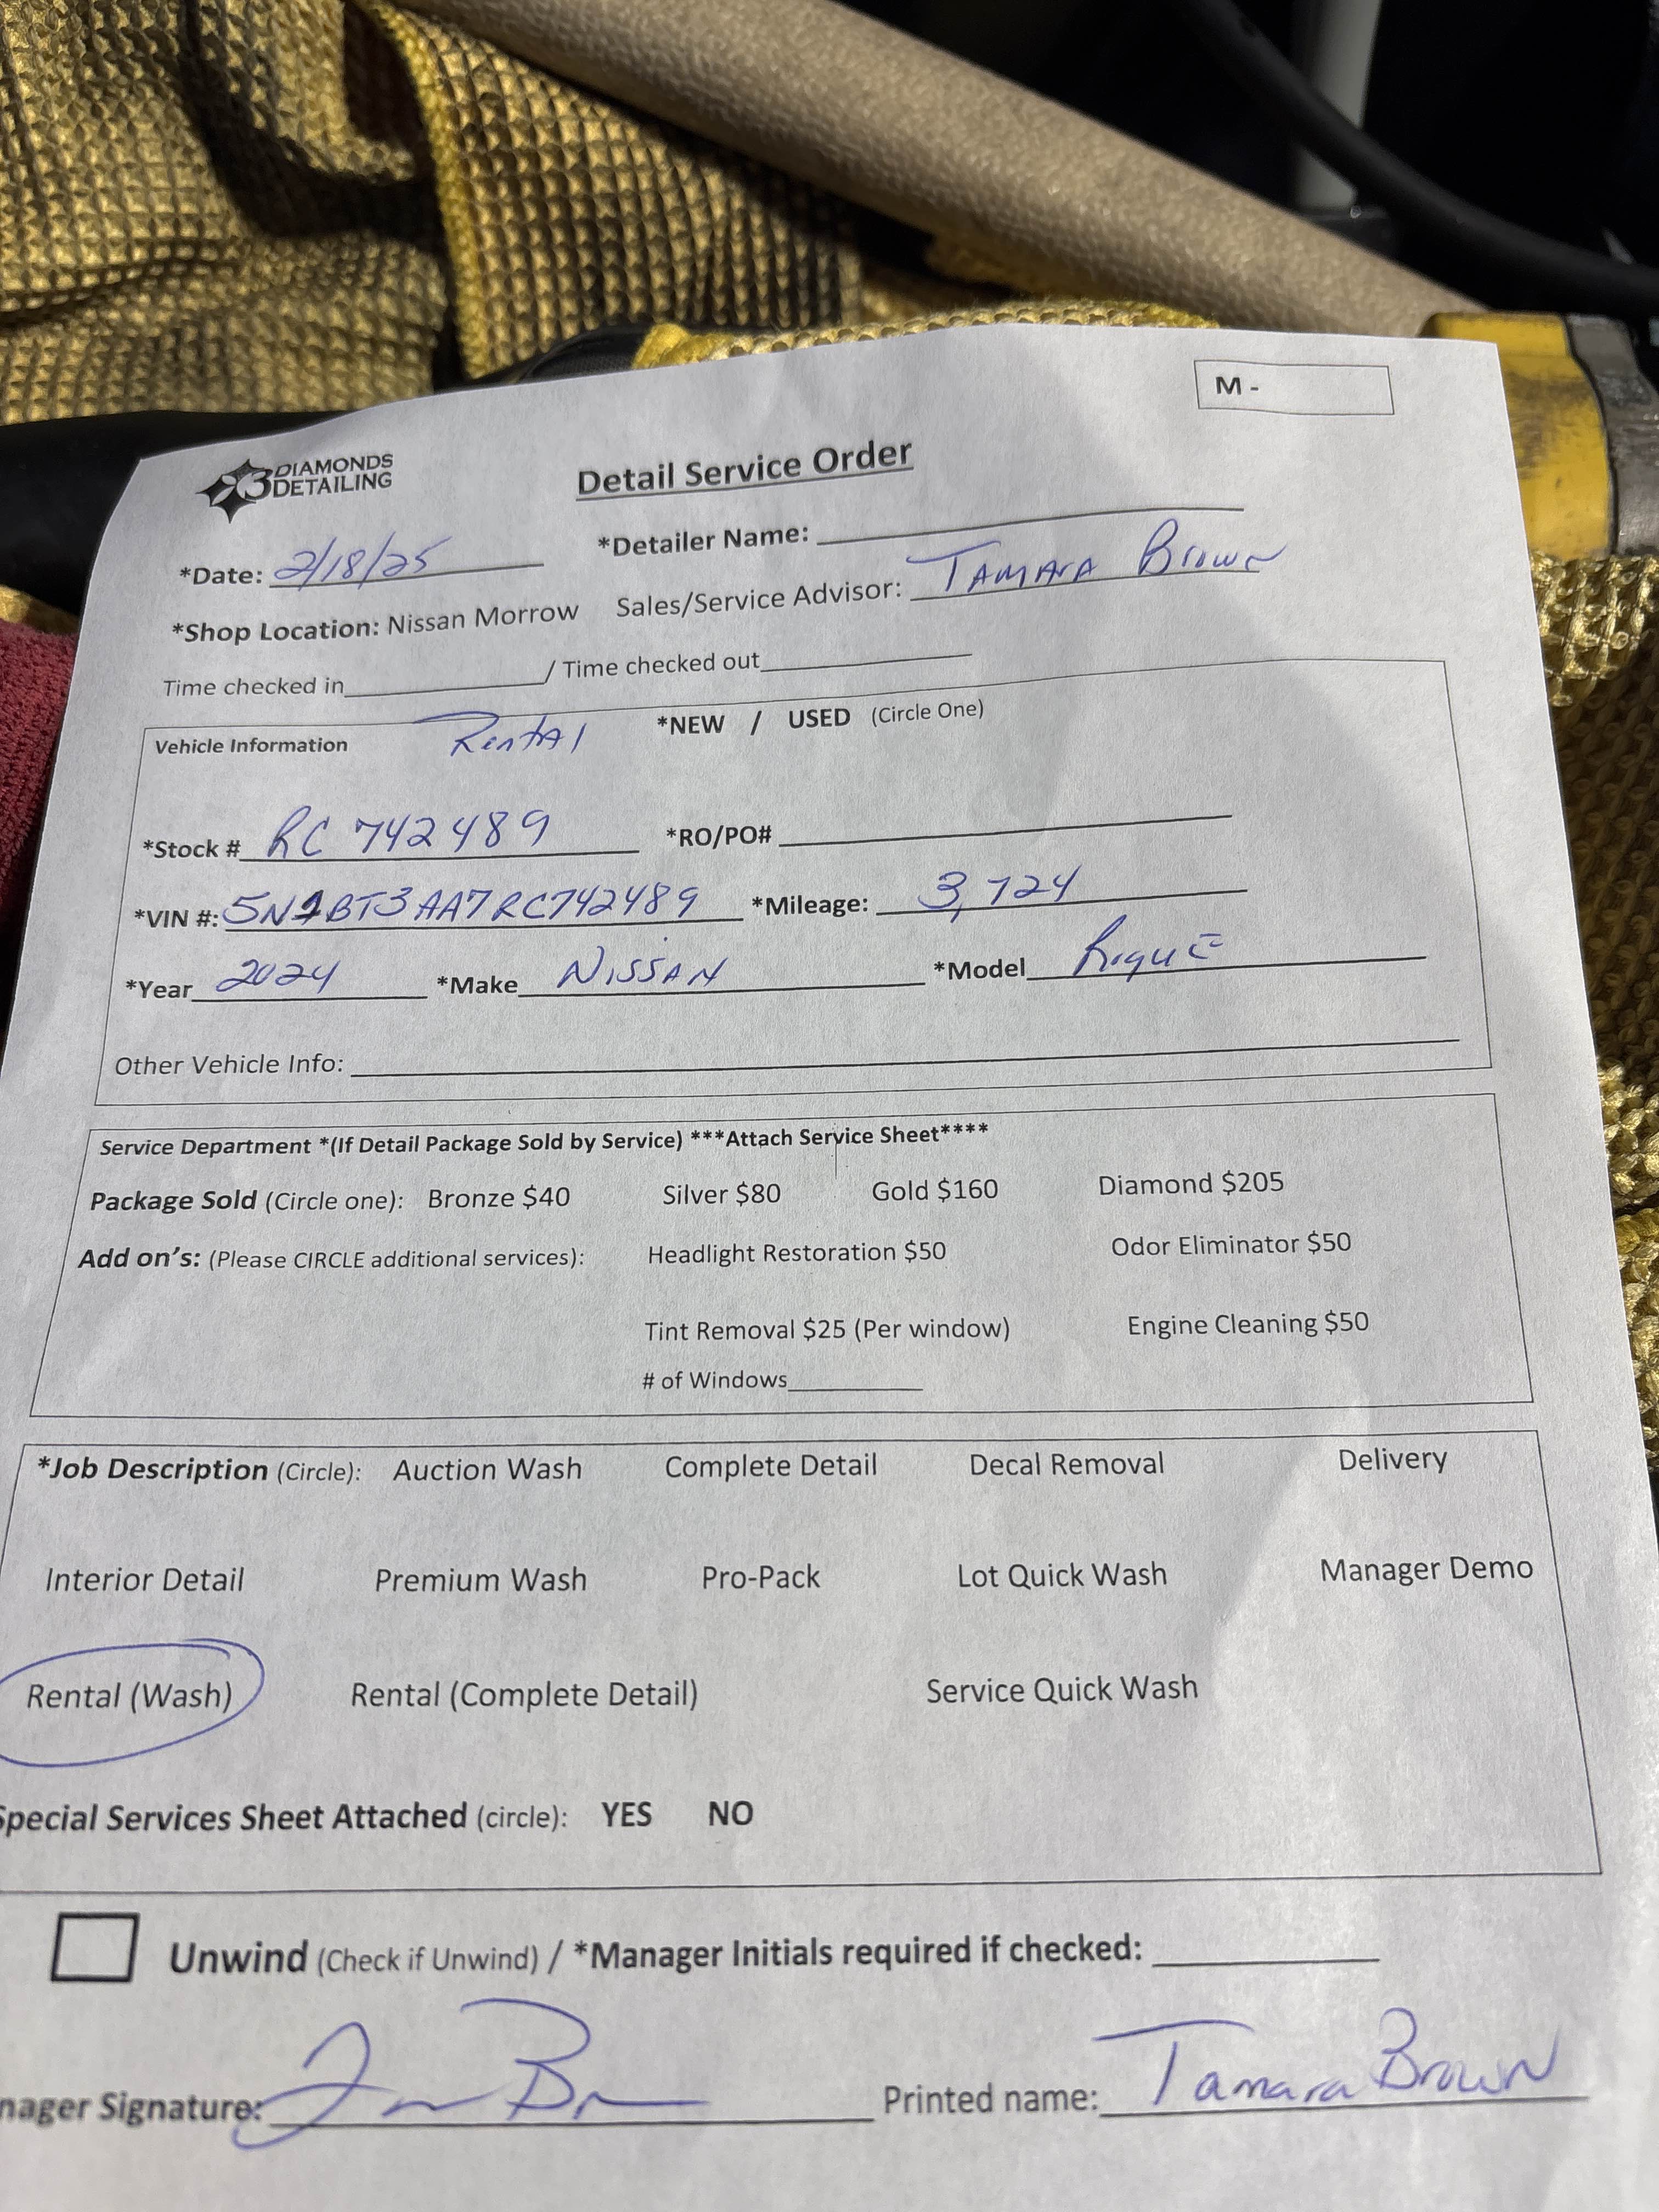 M -
3 DIAMONDS DETAILING
Detail Service Order
*Date: 2/18/25 *Detailer Name:
*Shop Location: Nissan Morrow Sales/Service Advisor: TAMARA Brown
Time checked in / Time checked out
Vehicle Information Rental *NEW / USED (Circle One)
*Stock # RC 742489 *RO/PO#
*VIN #: 5N1BT3AA7RC742489 *Mileage: 3,724
*Year 2024 *Make NISSAN *Model RoguE
Other Vehicle Info:
Service Department *(If Detail Package Sold by Service) ***Attach Service Sheet****
Package Sold (Circle one): Bronze $40 Silver $80 Gold $160 Diamond $205
Add on's: (Please CIRCLE additional services): Headlight Restoration $50 Odor Eliminator $50
Tint Removal $25 (Per window) Engine Cleaning $50
# of Windows
*Job Description (Circle): Auction Wash Complete Detail Decal Removal Delivery
Interior Detail Premium Wash Pro-Pack Lot Quick Wash Manager Demo
Rental (Wash) Rental (Complete Detail) Service Quick Wash
Special Services Sheet Attached (circle): YES NO
Unwind (Check if Unwind) / *Manager Initials required if checked:
nager Signature: Printed name: Tamara Brown